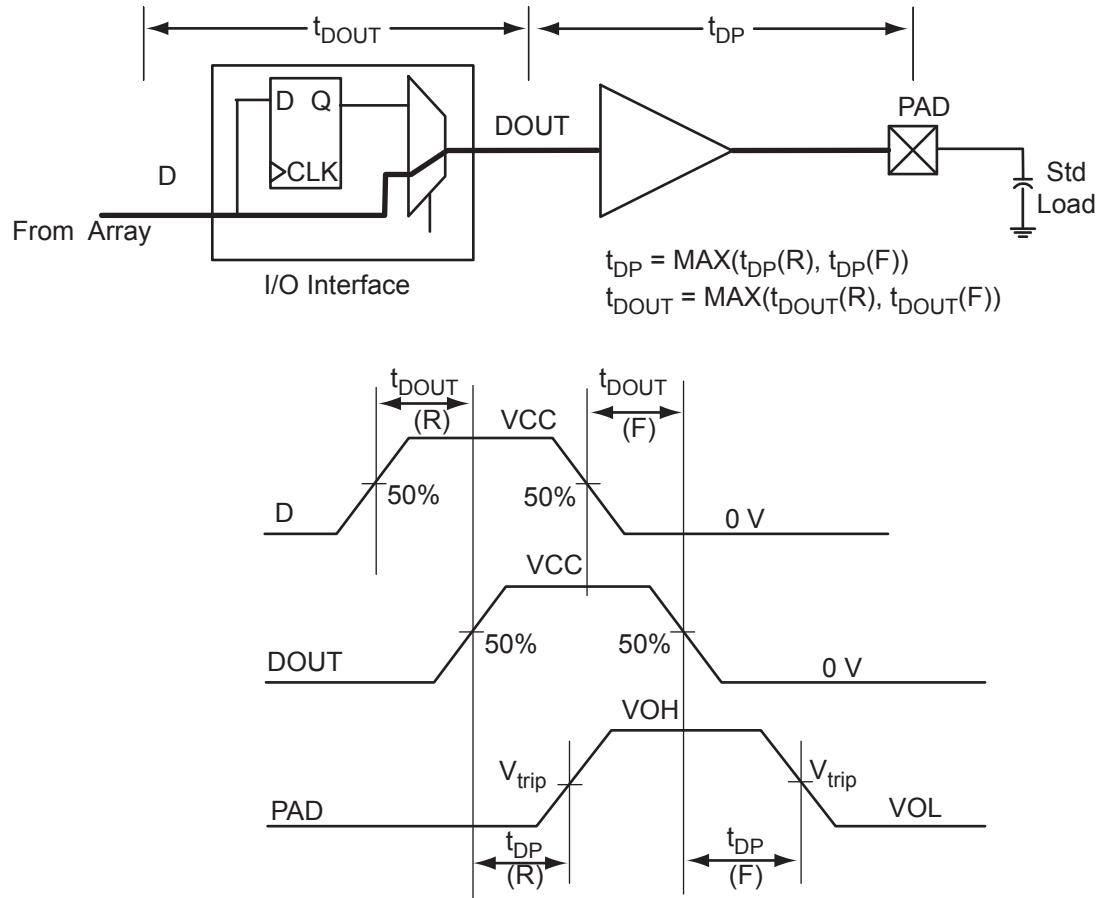 tDOUT
tDP
D Q
CLK
DOUT
PAD
D
From Array
Std
Load
I/O Interface
tDP = MAX(tDP(R), tDP(F))
tDOUT = MAX(tDOUT(R), tDOUT(F))
tDOUT
(R)
tDOUT
(F)
VCC
50%
50%
D
0 V
VCC
50%
50%
DOUT
0 V
VOH
Vtrip
Vtrip
PAD
VOL
tDP
(R)
tDP
(F)